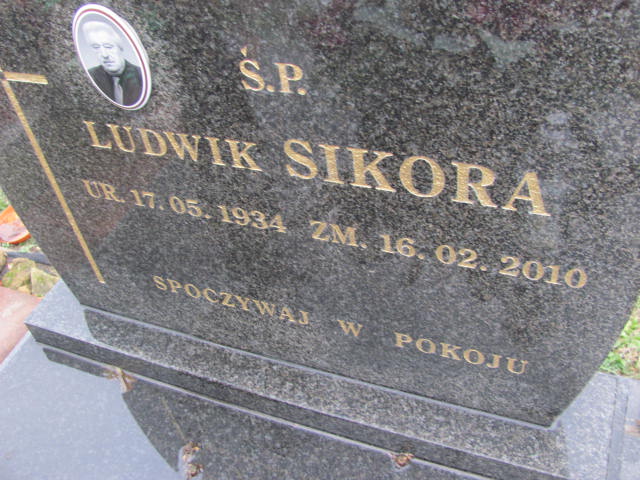 Ś.P.
LUDWIK SIKORA
UR. 17. 05. 1934 ZM. 16. 02. 2010
SPOCZYWAJ W POKOJU